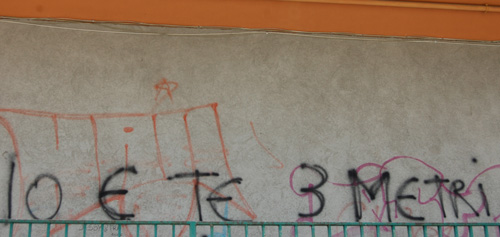 IO € TE 3 METRI